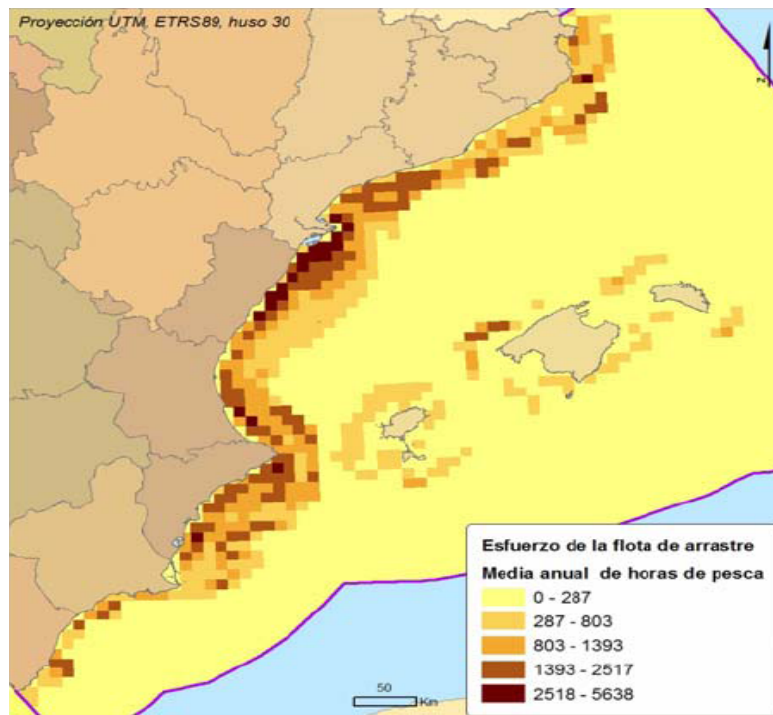 Proyección UTM, ETRS89, huso 30
N
Esfuerzo de la flota de arrastre
Media anual de horas de pesca
0 - 287
287 - 803
803 - 1393
1393 - 2517
2518 - 5638
50
Km